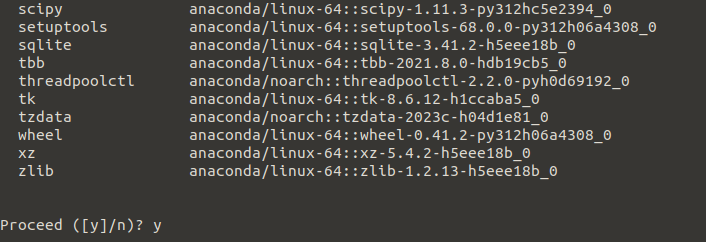 scipy anaconda/linux-64::scipy-1.11.3-py312hc5e2394_0
setuptools anaconda/linux-64::setuptools-68.0.0-py312h06a4308_0
sqlite anaconda/linux-64::sqlite-3.41.2-h5eee18b_0
tbb anaconda/linux-64::tbb-2021.8.0-hdb19cb5_0
threadpoolctl anaconda/noarch::threadpoolctl-2.2.0-pyh0d69192_0
tk anaconda/linux-64::tk-8.6.12-h1ccaba5_0
tzdata anaconda/noarch::tzdata-2023c-h04d1e81_0
wheel anaconda/linux-64::wheel-0.41.2-py312h06a4308_0
xz anaconda/linux-64::xz-5.4.2-h5eee18b_0
zlib anaconda/linux-64::zlib-1.2.13-h5eee18b_0
Proceed ([y]/n)? y